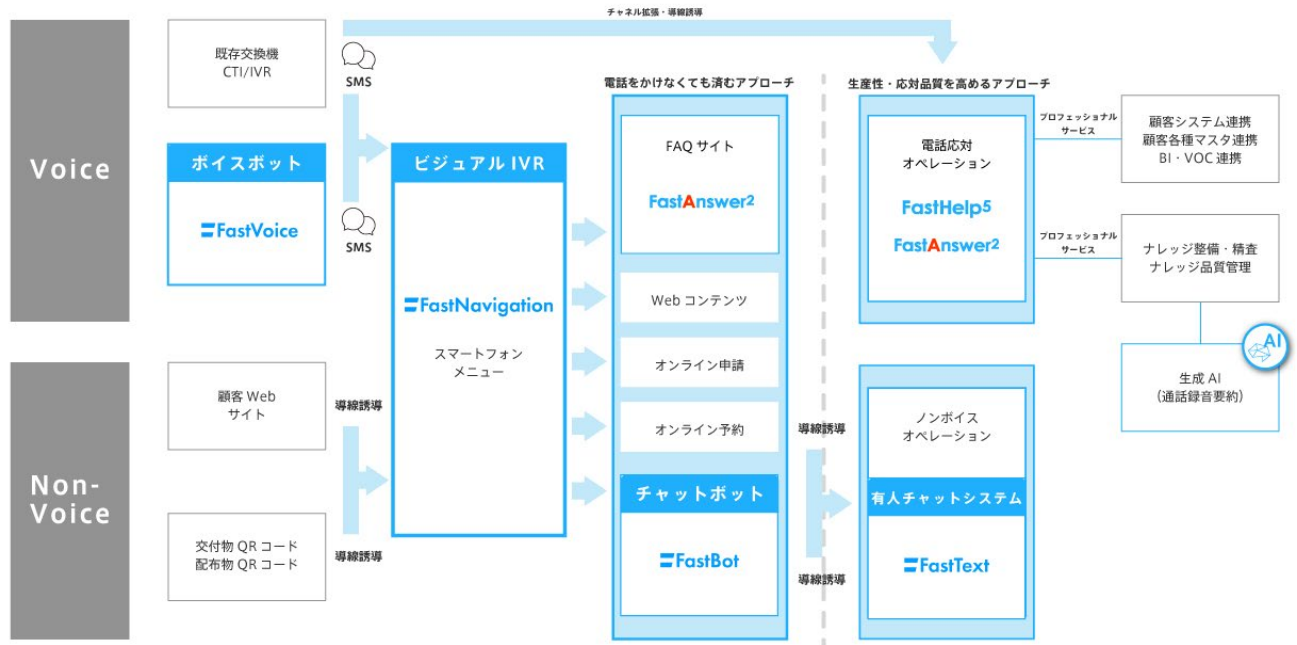 チャネル拡張・導線誘導
Voice
既存交換機
CTI/IVR
SMS
ボイスボット
FastVoice
SMS
ビジュアル IVR
FastNavigation
スマートフォン
メニュー
電話をかけなくても済むアプローチ
FAQ サイト
FastAnswer2
Web コンテンツ
オンライン申請
オンライン予約
チャットボット
FastBot
生産性・応対品質を高めるアプローチ
電話応対
オペレーション
FastHelp5
FastAnswer2
プロフェッショナル
サービス
顧客システム連携
顧客各種マスタ連携
BI・VOC 連携
プロフェッショナル
サービス
ナレッジ整備・精査
ナレッジ品質管理
AI
生成 AI
（通話録音要約）
Non-
Voice
顧客 Web
サイト
導線誘導
交付物 QR コード
配布物 QR コード
導線誘導
導線誘導
導線誘導
ノンボイス
オペレーション
有人チャットシステム
FastText